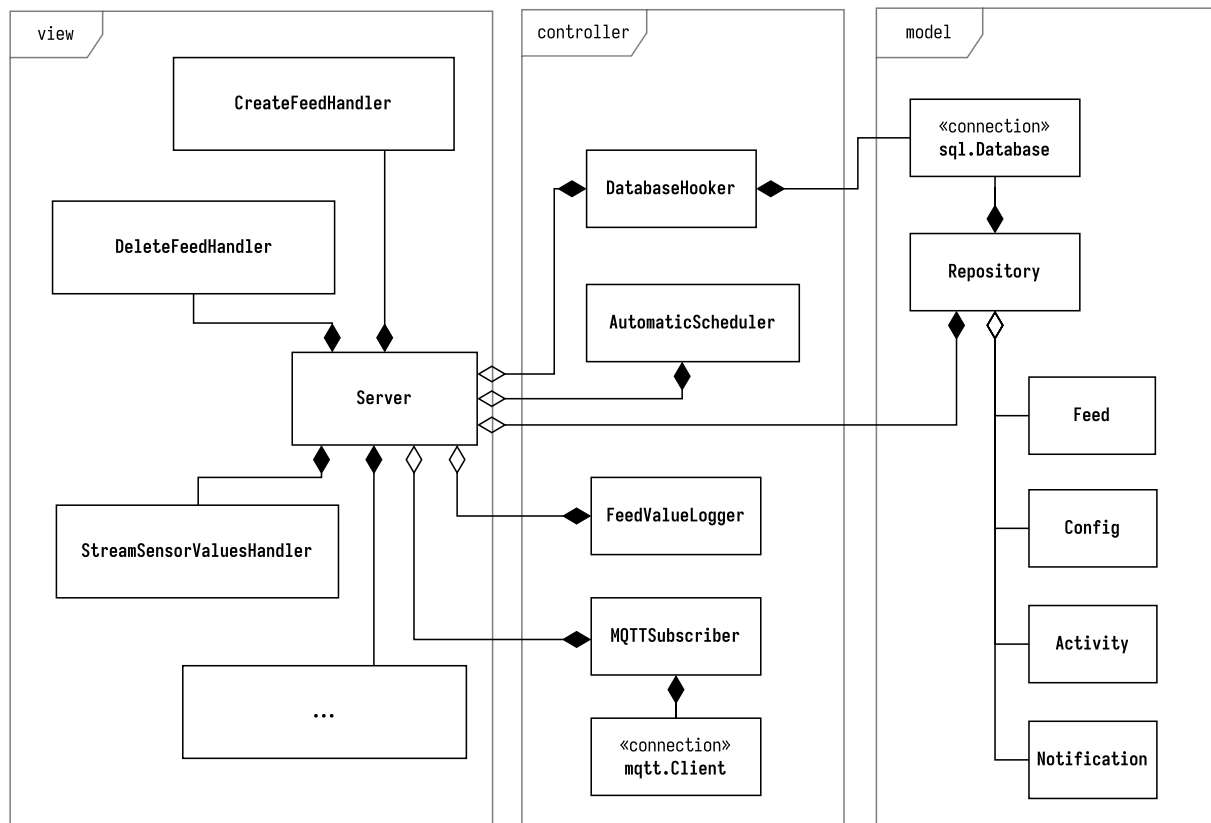 view
CreateFeedHandler
DeleteFeedHandler
Server
StreamSensorValuesHandler
...
controller
DatabaseHooker
AutomaticScheduler
FeedValueLogger
MQTTSubscriber
«connection»
mqtt.Client
model
«connection»
sql.Database
Repository
Feed
Config
Activity
Notification